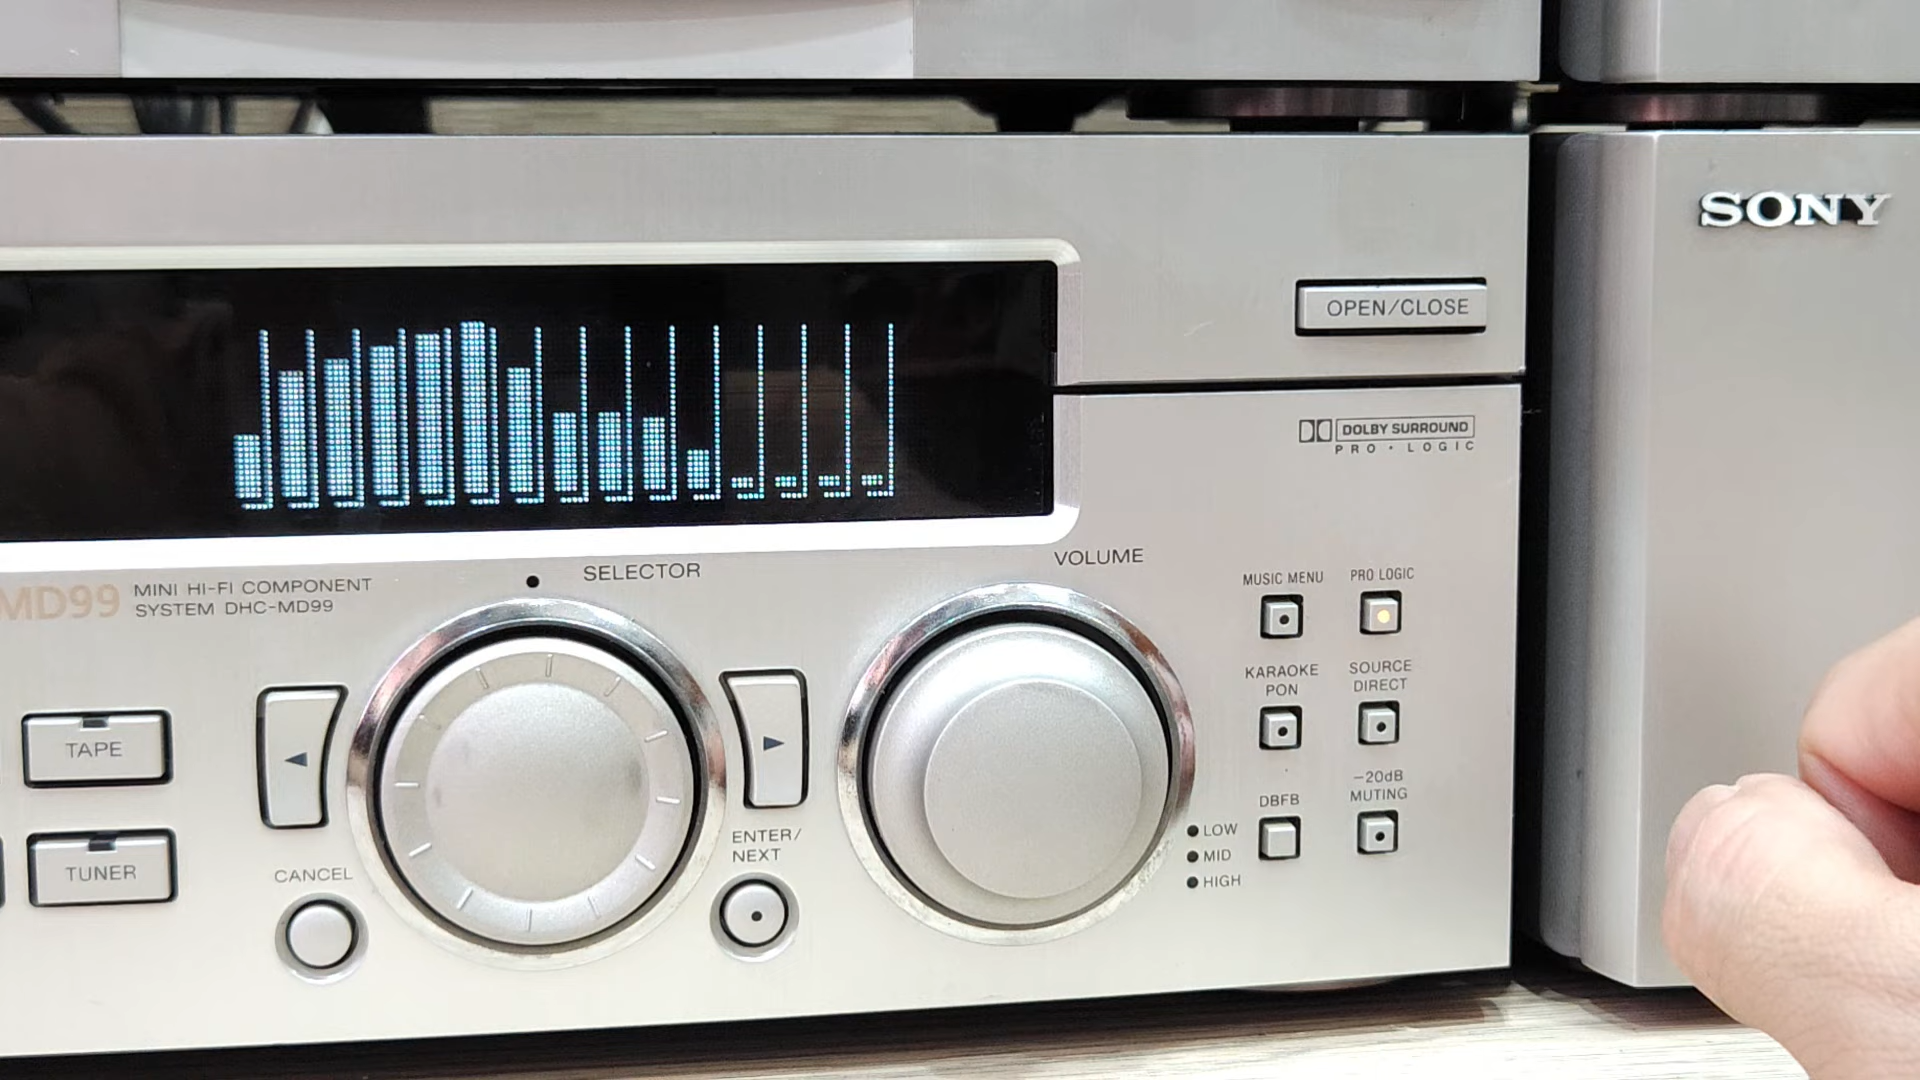 SONY
OPEN/CLOSE
DOLBY SURROUND
PRO • LOGIC
MD99
MINI HI-FI COMPONENT
SYSTEM DHC-MD99
SELECTOR
VOLUME
MUSIC MENU
PRO LOGIC
KARAOKE
PON
SOURCE
DIRECT
TAPE
TUNER
CANCEL
ENTER/
NEXT
LOW
MID
HIGH
DBFB
−20dB
MUTING